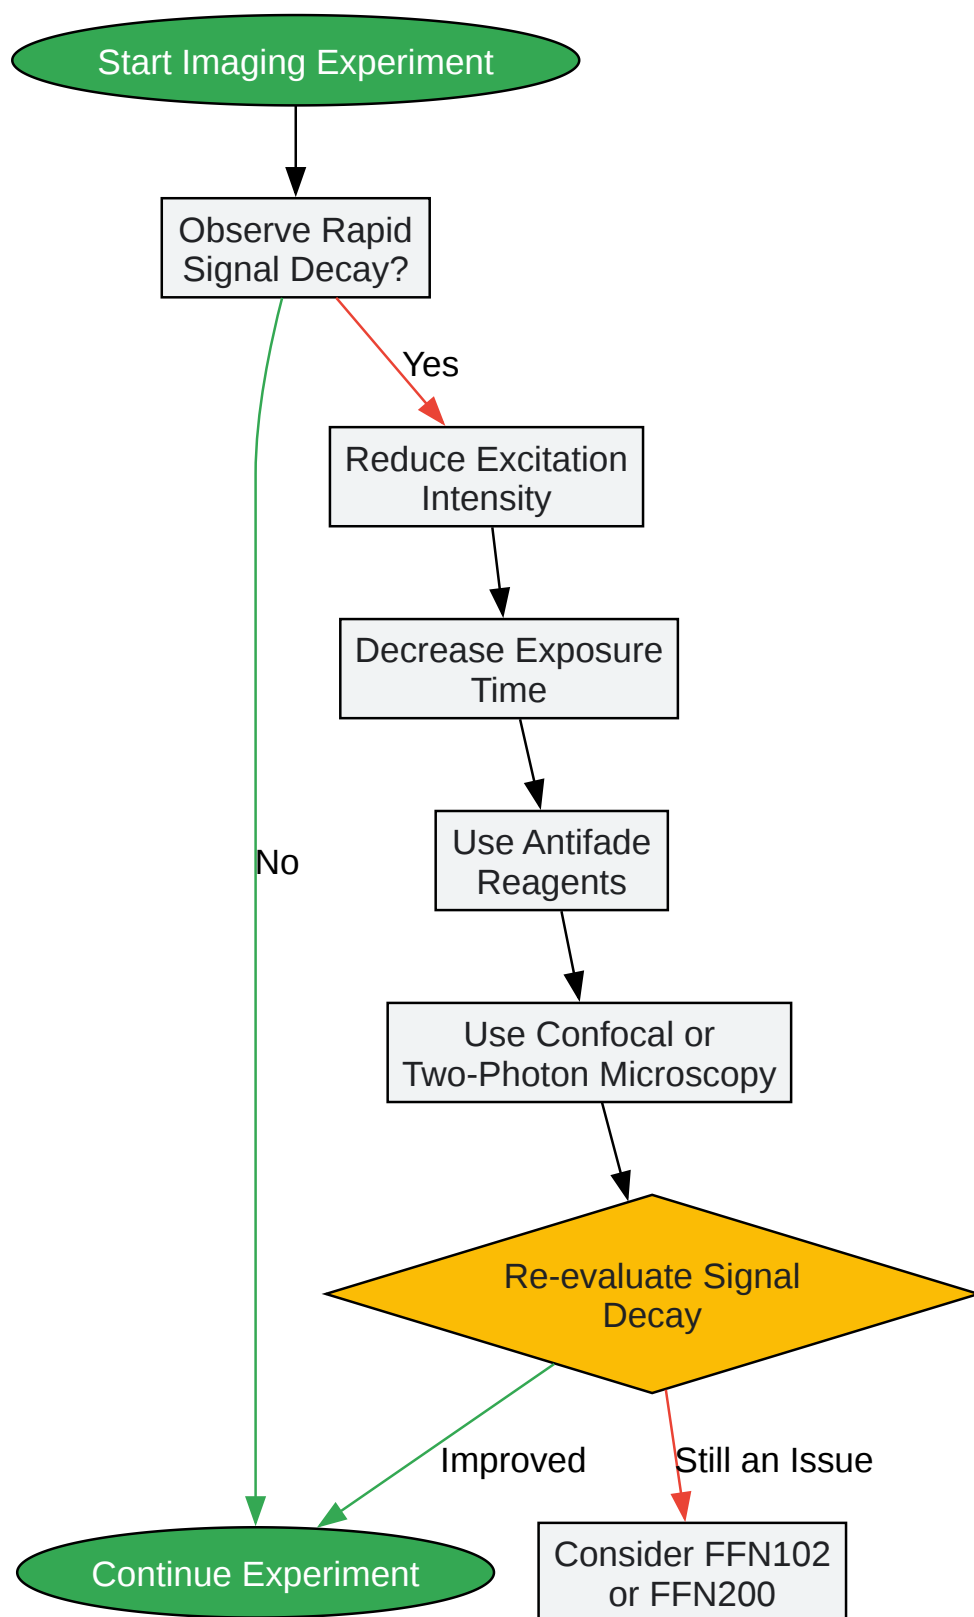 Start Imaging Experiment
Observe Rapid
Signal Decay?
Yes
Reduce Excitation
Intensity
Decrease Exposure
Time
Use Antifade
Reagents
No
Use Confocal or
Two-Photon Microscopy
Re-evaluate Signal
Decay
Improved
Still an Issue
Continue Experiment
Consider FFN102
or FFN200